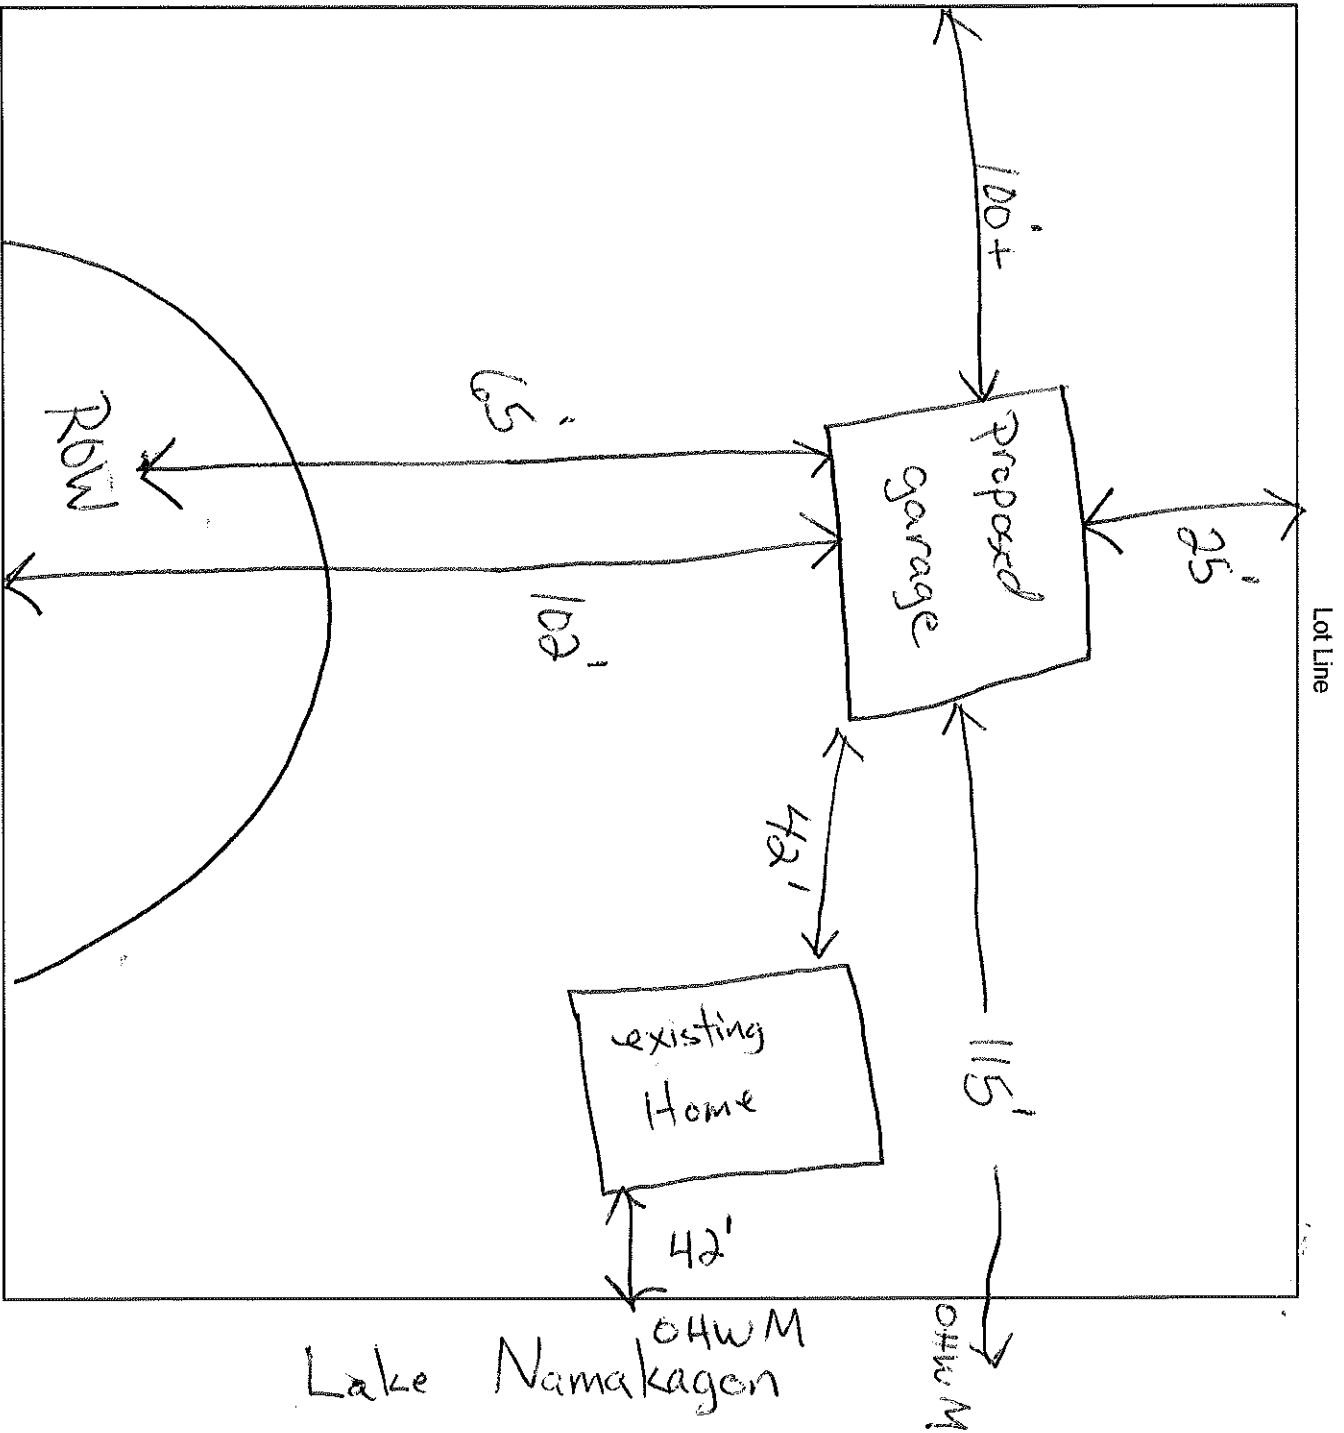 100'+
Proposed
garage
25'
Lot Line
65'
102'
ROW
42'
115'
existing
Home
42'
OHWM
OHWM
Lake Namakagon